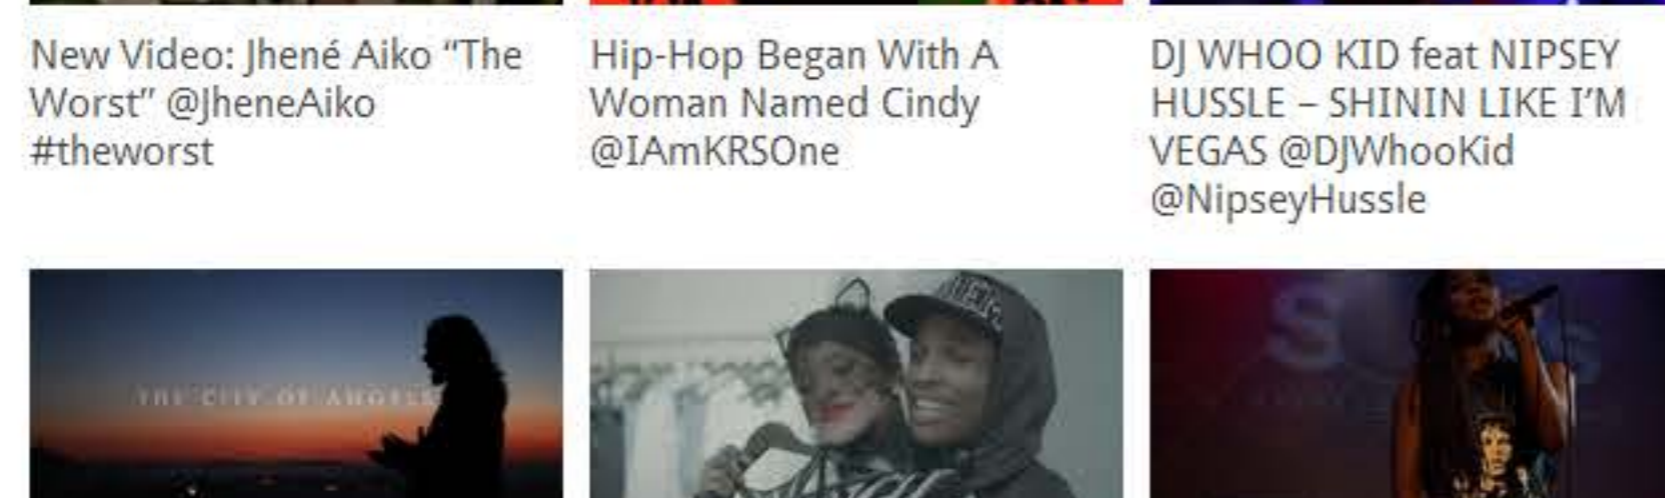 New Video: Jhené Aiko “The
Worst” @JheneAiko
#theworst
Hip-Hop Began With A
Woman Named Cindy
@IAmKRSOne
DJ WHOO KID feat NIPSEY
HUSSLE – SHININ LIKE I’M
VEGAS @DJWhooKid
@NipseyHussle
THE CITY OF ANGELS